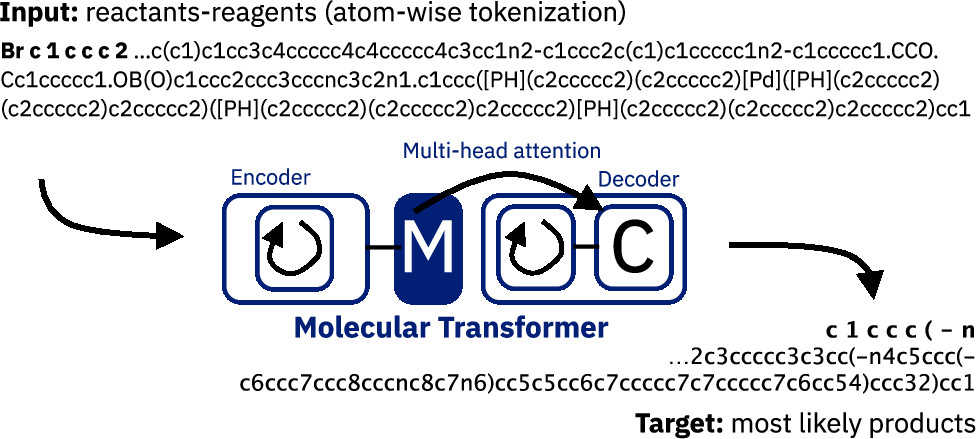 Input: reactants-reagents (atom-wise tokenization)
Br c 1 c c c 2 ...c(c1)c1cc3c4ccccc4c4ccccc4c3cc1n2-c1ccc2c(c1)c1ccccc1n2-c1ccccc1.CCO.
Cc1ccccc1.OB(O)c1ccc2ccc3cccnc3c2n1.c1ccc([PH](c2ccccc2)(c2ccccc2)[Pd]([PH](c2ccccc2)
(c2ccccc2)c2ccccc2)([PH](c2ccccc2)(c2ccccc2)c2ccccc2)[PH](c2ccccc2)(c2ccccc2)c2ccccc2)cc1
Multi-head attention
Encoder
Decoder
M
C
Molecular Transformer
c 1 c c c ( – n
...2c3ccccc3c3cc(–n4c5ccc(–
c6ccc7ccc8cccnc8c7n6)cc5c5cc6c7ccccc7c7ccccc7c6cc54)ccc32)cc1
Target: most likely products